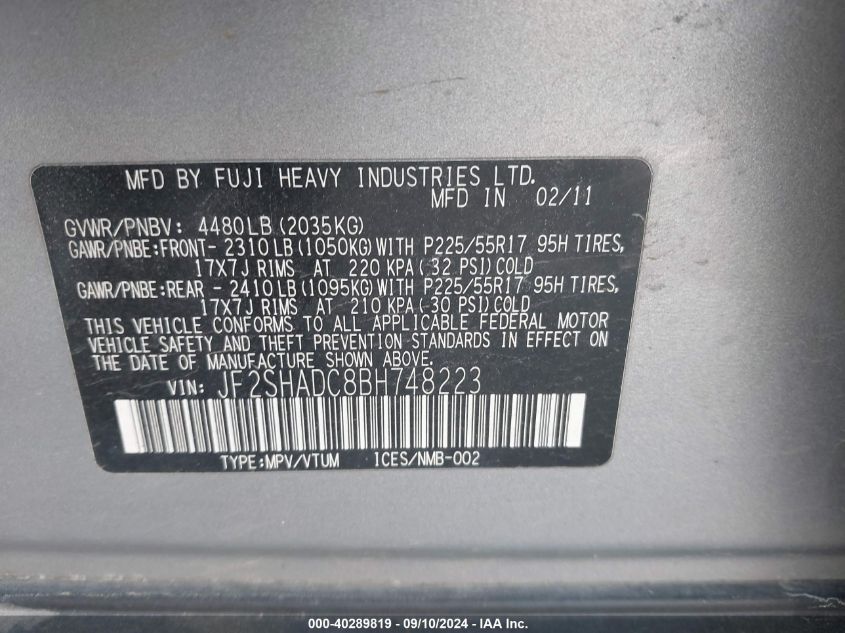 MFD BY FUJI HEAVY INDUSTRIES LTD.
MFD IN 02/11
GVWR/PNBV: 4480LB (2035KG)
GAWR/PNBE:FRONT- 2310LB (1050KG) WITH P225/55R17 95H TIRES,
17X7J RIMS AT 220 KPA ( 32 PSI) COLD
GAWR/PNBE:REAR - 2410LB (1095KG) WITH P225/55R17 95H TIRES,
17X7J RIMS AT 210 KPA ( 30 PSI) COLD
THIS VEHICLE CONFORMS TO ALL APPLICABLE FEDERAL MOTOR
VEHICLE SAFETY AND THEFT PREVENTION STANDARDS IN EFFECT ON
THE DATE OF MANUFACTURE SHOWN ABOVE.
VIN: JF2SHADC8BH748223
TYPE:MPV/VTUM ICES/NMB-002
000-40289819 - 09/10/2024 - IAA Inc.